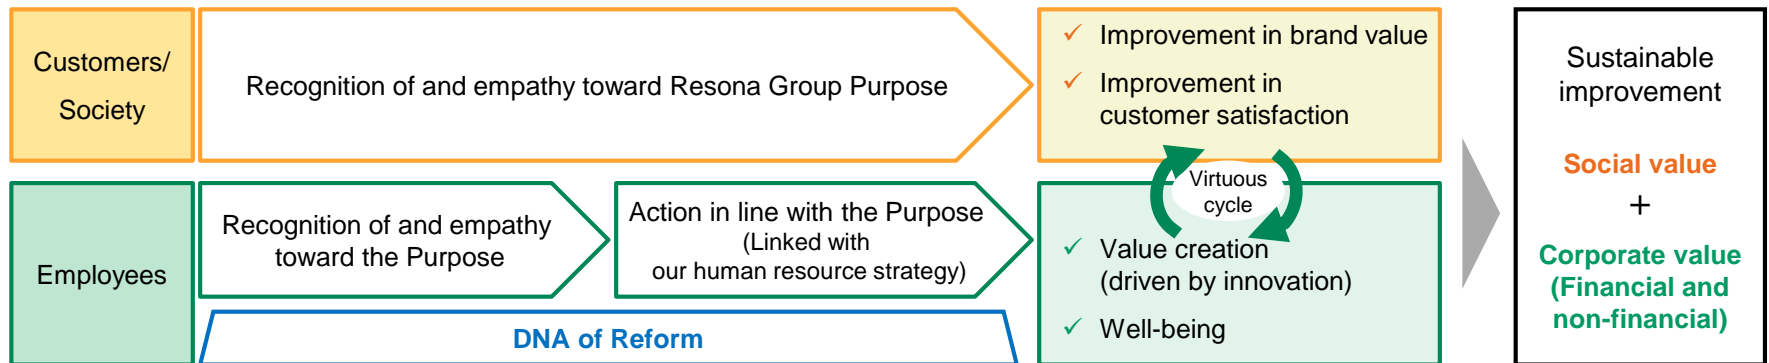 Customers/
Society
Recognition of and empathy toward Resona Group Purpose
✓ Improvement in brand value
✓ Improvement in
customer satisfaction
Employees
Recognition of and empathy
toward the Purpose
Action in line with the Purpose
(Linked with
our human resource strategy)
DNA of Reform
Virtuous
cycle
✓ Value creation
(driven by innovation)
✓ Well-being
Sustainable
improvement
Social value
+
Corporate value
(Financial and
non-financial)